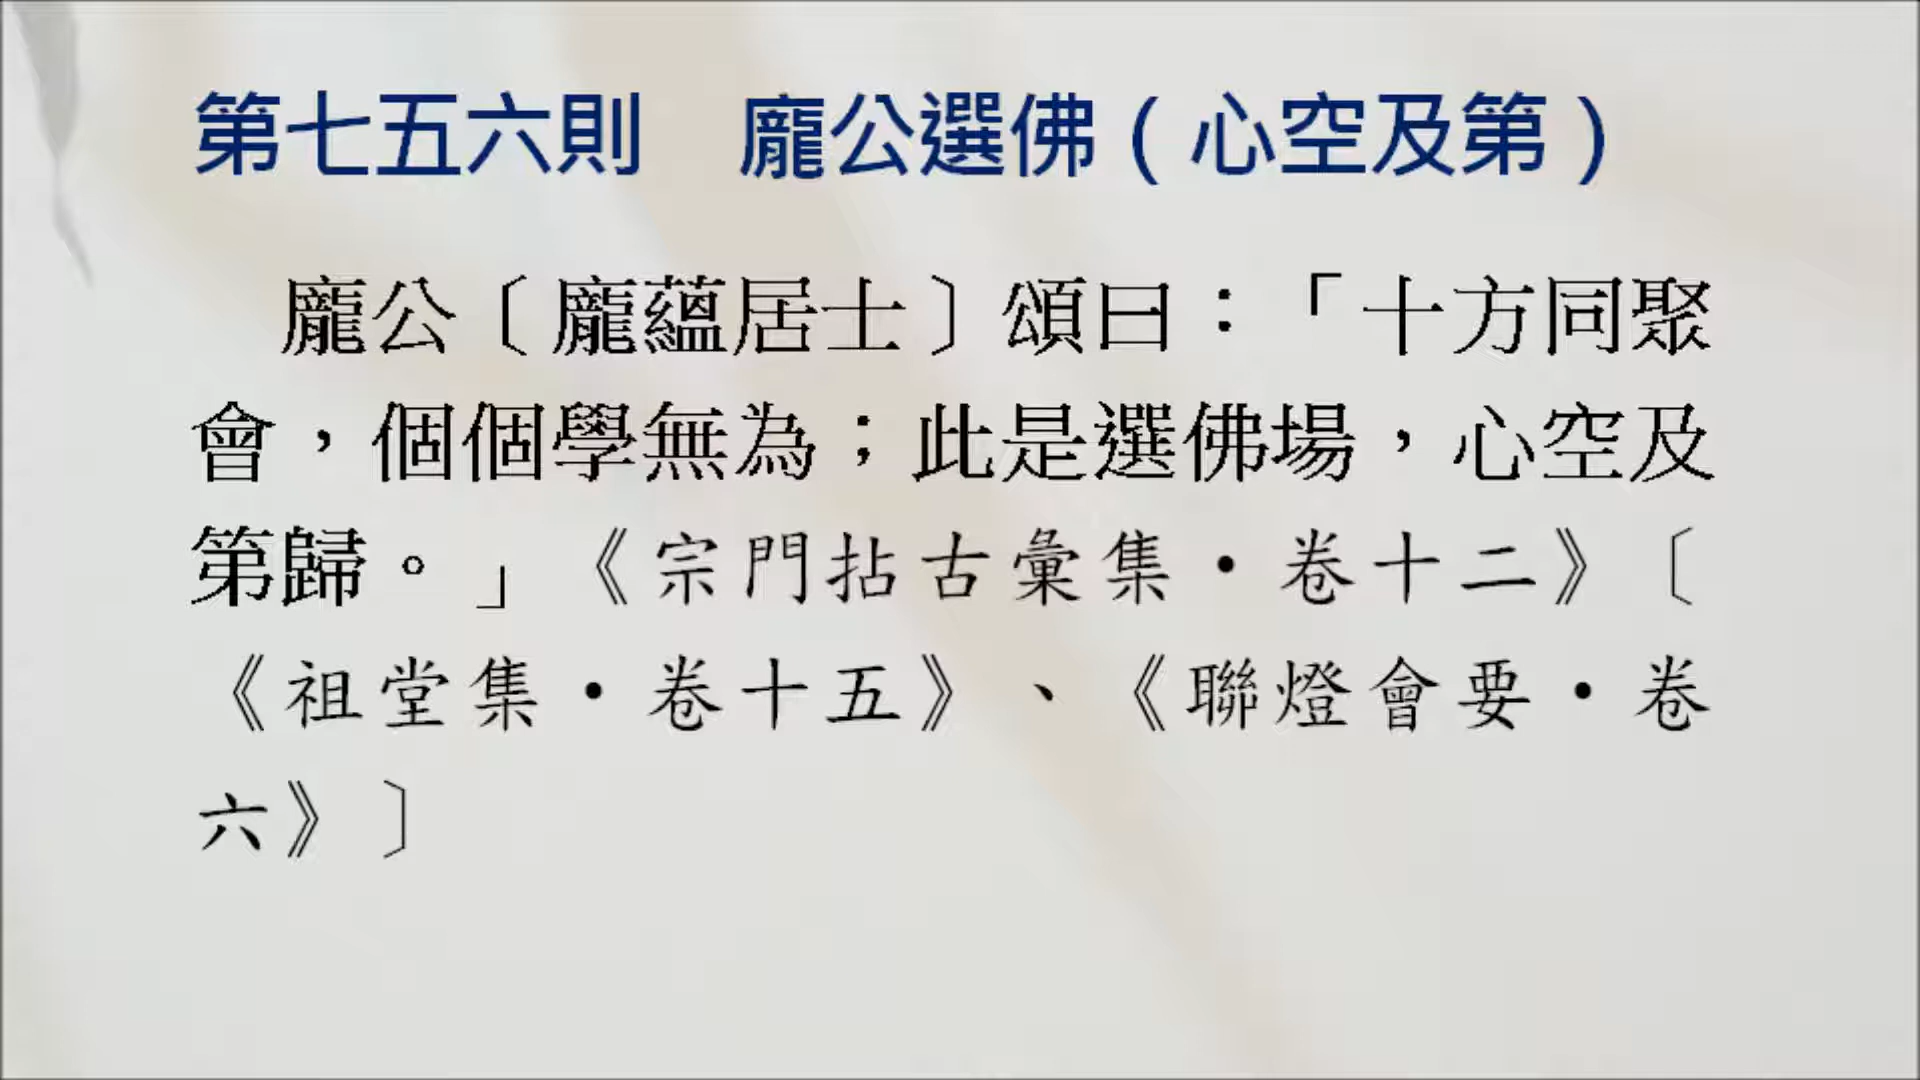 第七五六則　龐公選佛（心空及第）
龐公〔龐蘊居士〕頌曰：「十方同聚
會，個個學無為；此是選佛場，心空及
第歸。」《宗門拈古彙集・卷十二》〔
《祖堂集・卷十五》、《聯燈會要・卷
六》〕